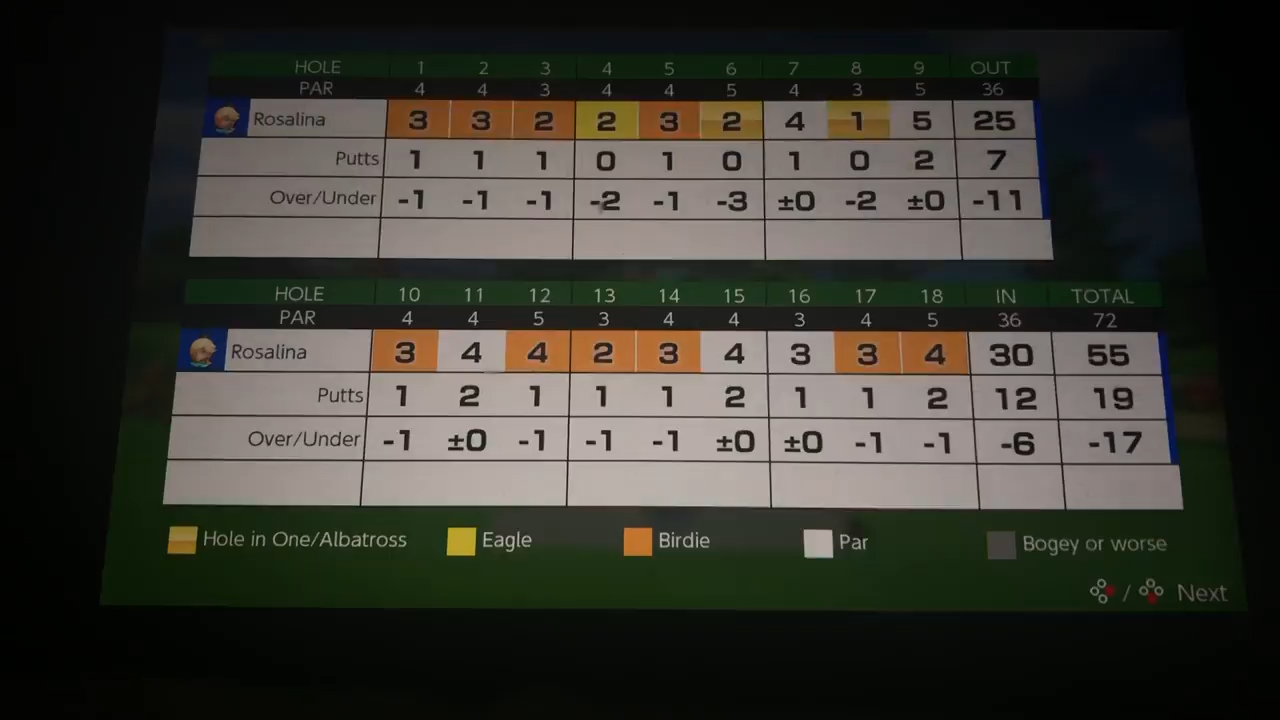 HOLE 1 2 3 4 5 6 7 8 9 OUT
PAR 4 4 3 4 4 5 4 3 5 36
Rosalina 3 3 2 2 3 2 4 1 5 25
Putts 1 1 1 0 1 0 1 0 2 7
Over/Under -1 -1 -1 -2 -1 -3 ±0 -2 ±0 -11
HOLE 10 11 12 13 14 15 16 17 18 IN TOTAL
PAR 4 4 5 3 4 4 3 4 5 36 72
Rosalina 3 4 4 2 3 4 3 3 4 30 55
Putts 1 2 1 1 1 2 1 1 2 12 19
Over/Under -1 ±0 -1 -1 -1 ±0 ±0 -1 -1 -6 -17
Hole in One/Albatross Eagle Birdie Par Bogey or worse
/ Next